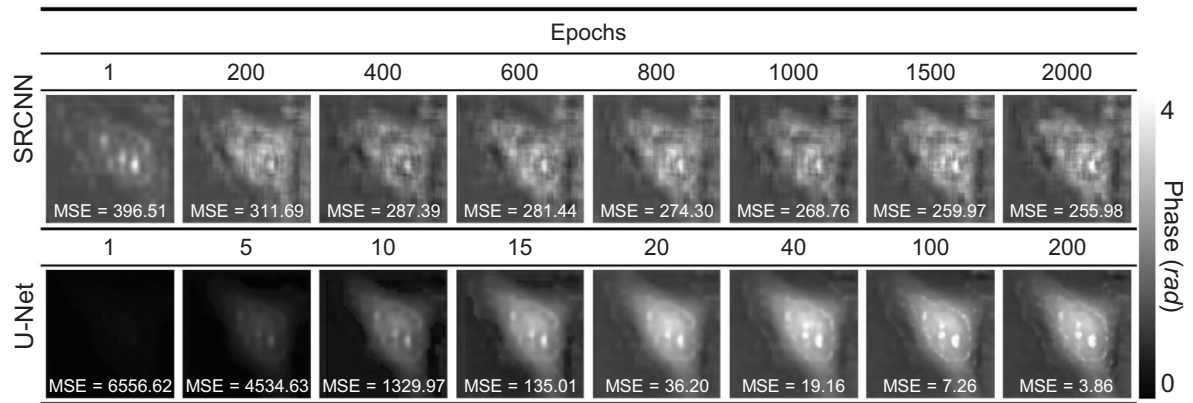 Epochs
SRCNN
1 200 400 600 800 1000 1500 2000
MSE = 396.51 MSE = 311.69 MSE = 287.39 MSE = 281.44 MSE = 274.30 MSE = 268.76 MSE = 259.97 MSE = 255.98
U-Net
1 5 10 15 20 40 100 200
MSE = 6556.62 MSE = 4534.63 MSE = 1329.97 MSE = 135.01 MSE = 36.20 MSE = 19.16 MSE = 7.26 MSE = 3.86
4
Phase (rad)
0